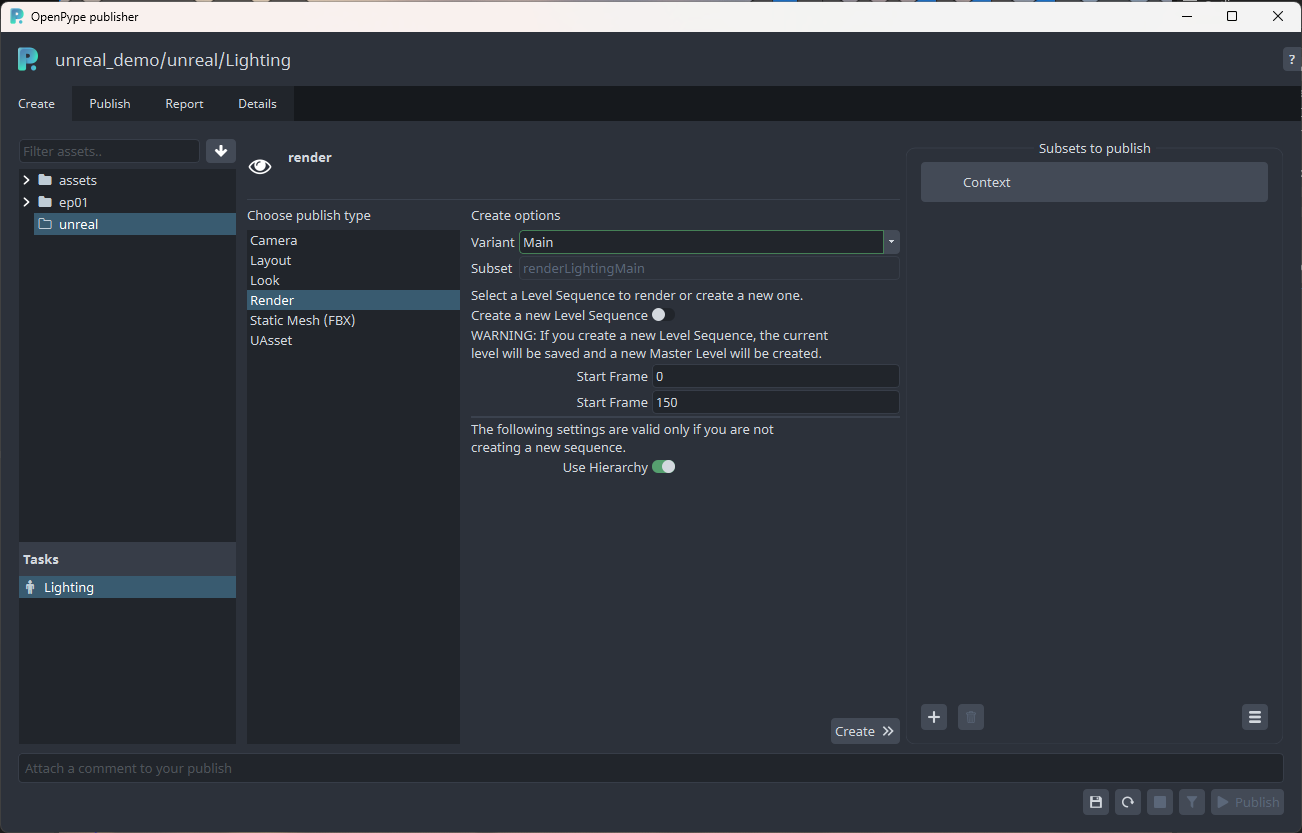 OpenPype publisher
unreal_demo/unreal/Lighting
?
Create
Publish
Report
Details
Filter assets..
assets
ep01
unreal
Tasks
Lighting
render
Choose publish type
Camera
Layout
Look
Render
Static Mesh (FBX)
UAsset
Create options
Variant Main
Subset renderLightingMain
Select a Level Sequence to render or create a new one.
Create a new Level Sequence
WARNING: If you create a new Level Sequence, the current
level will be saved and a new Master Level will be created.
Start Frame 0
Start Frame 150
The following settings are valid only if you are not
creating a new sequence.
Use Hierarchy
Create
Subsets to publish
Context
Attach a comment to your publish
Publish